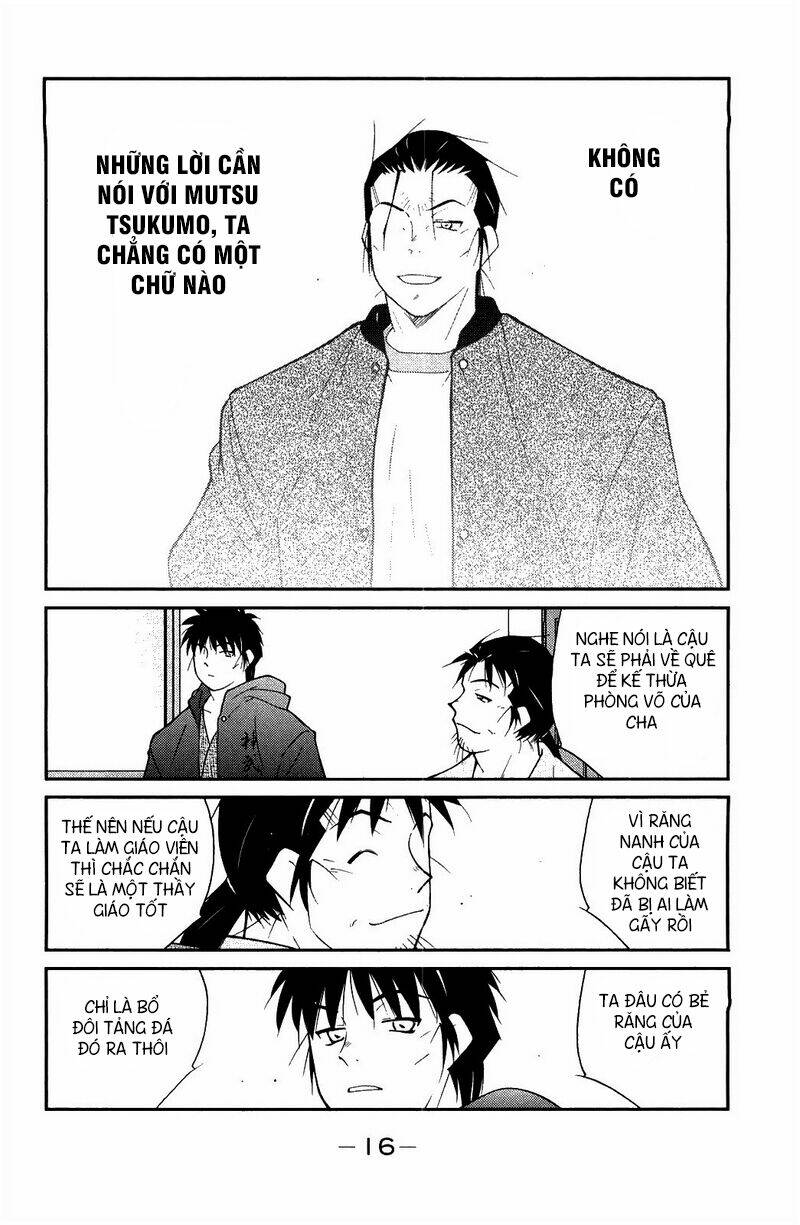 KHÔNG
CÓ
NHỮNG LỜI CẦN
NÓI VỚI MUTSU
TSUKUMO, TA
CHẲNG CÓ MỘT
CHỮ NÀO
NGHE NÓI LÀ CẬU
TA SẼ PHẢI VỀ QUÊ
ĐỂ KẾ THỪA
PHÒNG VÕ CỦA
CHA
神武
VÌ RĂNG
NANH CỦA
CẬU TA
KHÔNG BIẾT
ĐÃ BỊ AI LÀM
GÃY RỒI
THẾ NÊN NẾU CẬU
TA LÀM GIÁO VIÊN
THÌ CHẮC CHẮN
SẼ LÀ MỘT THẦY
GIÁO TỐT
TA ĐÂU CÓ BẺ
RĂNG CỦA
CẬU ẤY
CHỈ LÀ BỔ
ĐÔI TẢNG ĐÁ
ĐÓ RA THÔI
-16-